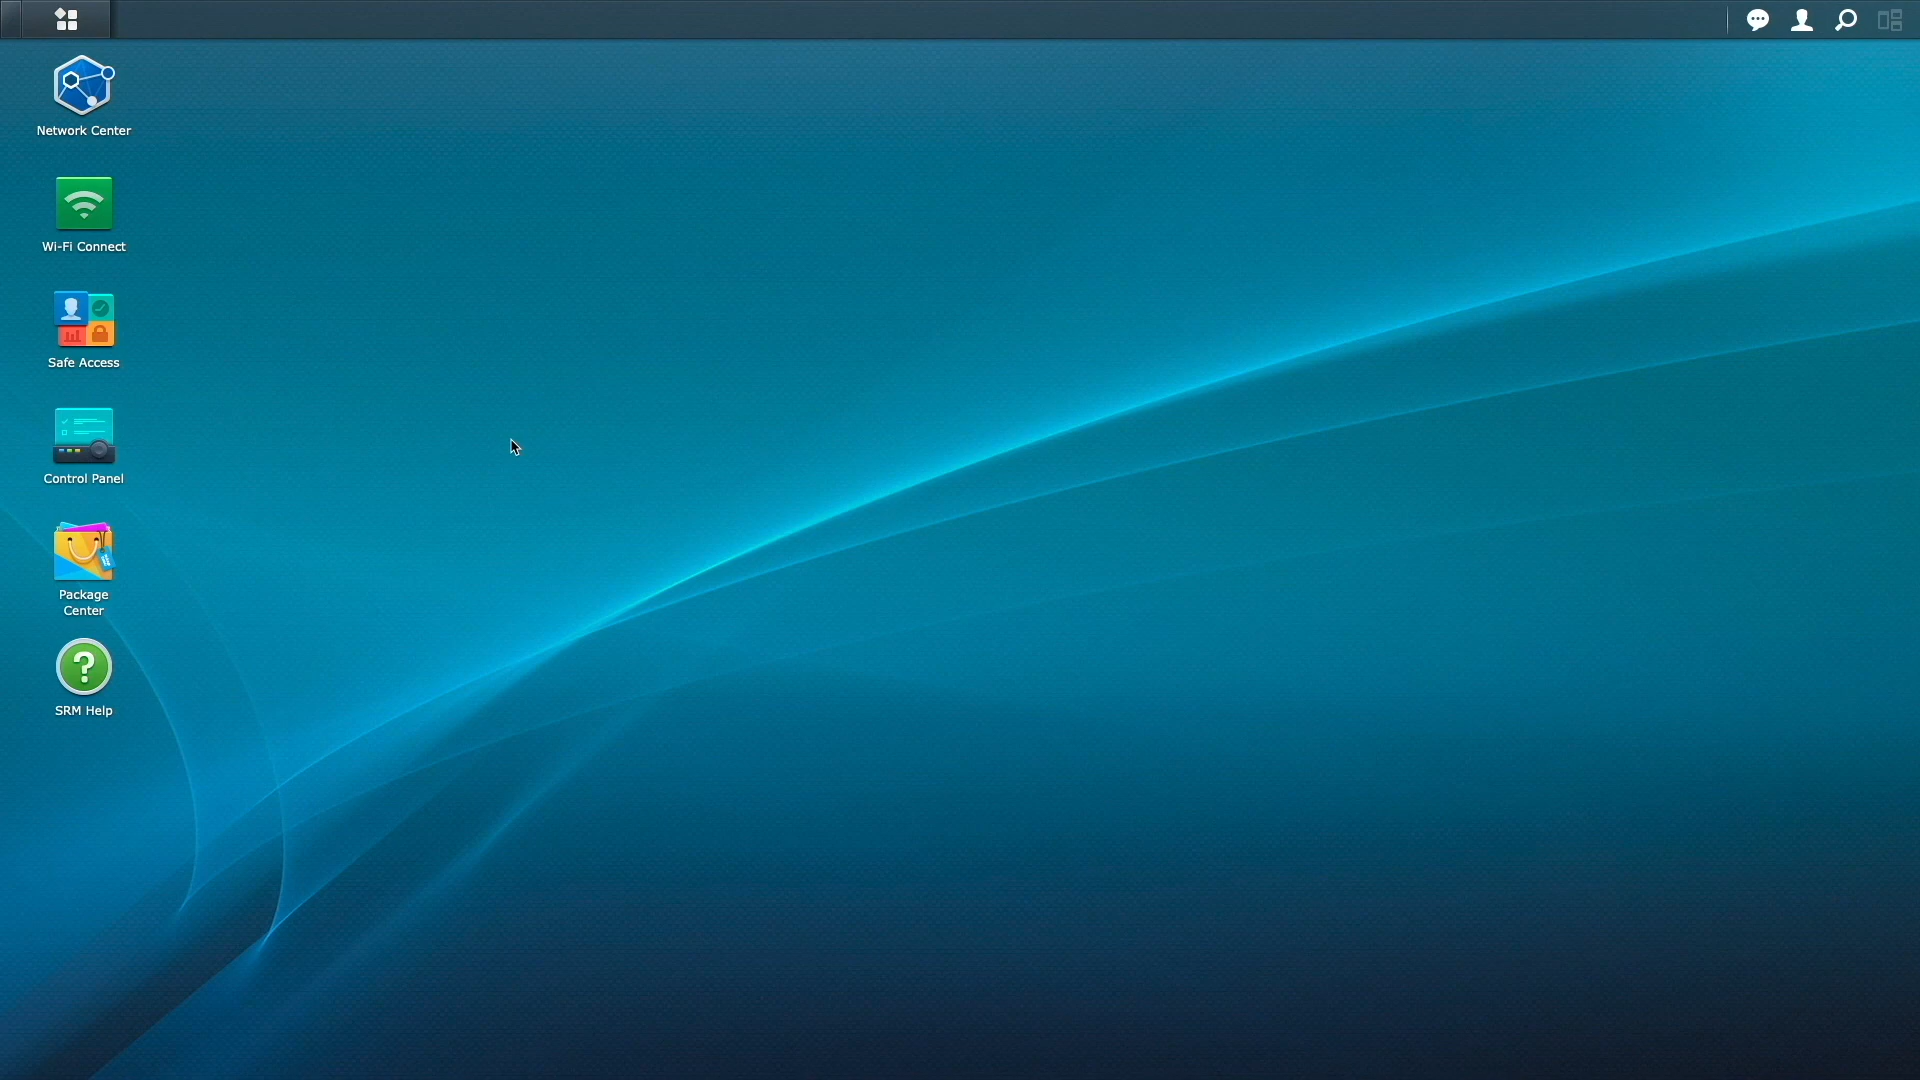 Network Center
Wi-Fi Connect
Safe Access
Control Panel
Package
Center
SRM Help